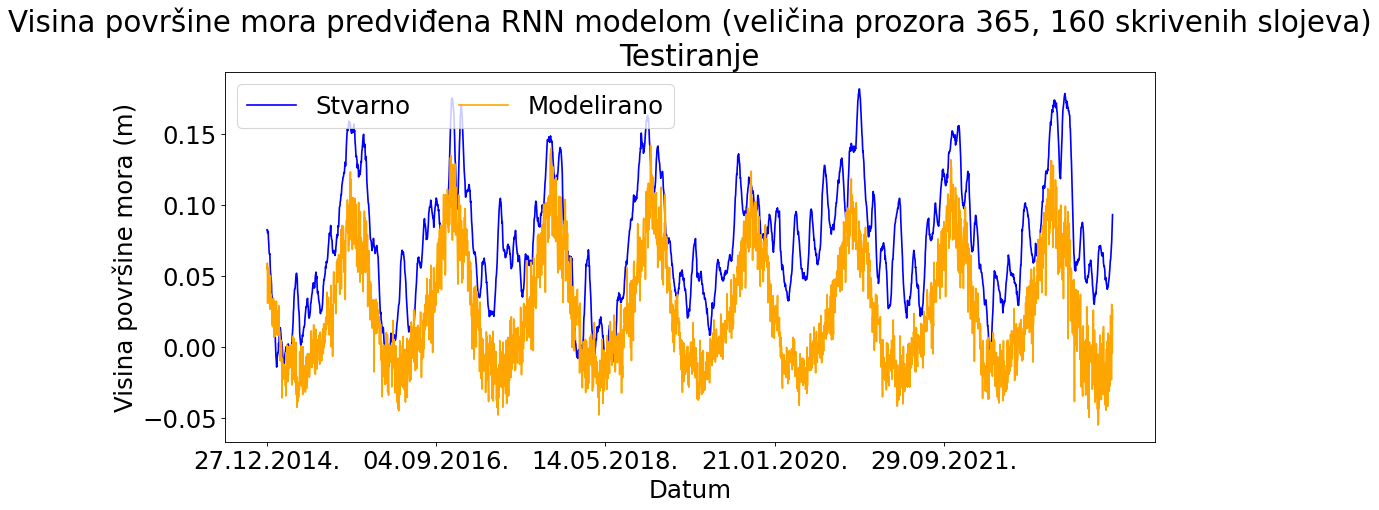 Visina površine mora predviđena RNN modelom (veličina prozora 365, 160 skrivenih slojeva)
Testiranje
Stvarno
Modelirano
Visina površine mora (m)
0.15
0.10
0.05
0.00
−0.05
27.12.2014.
04.09.2016.
14.05.2018.
21.01.2020.
29.09.2021.
Datum